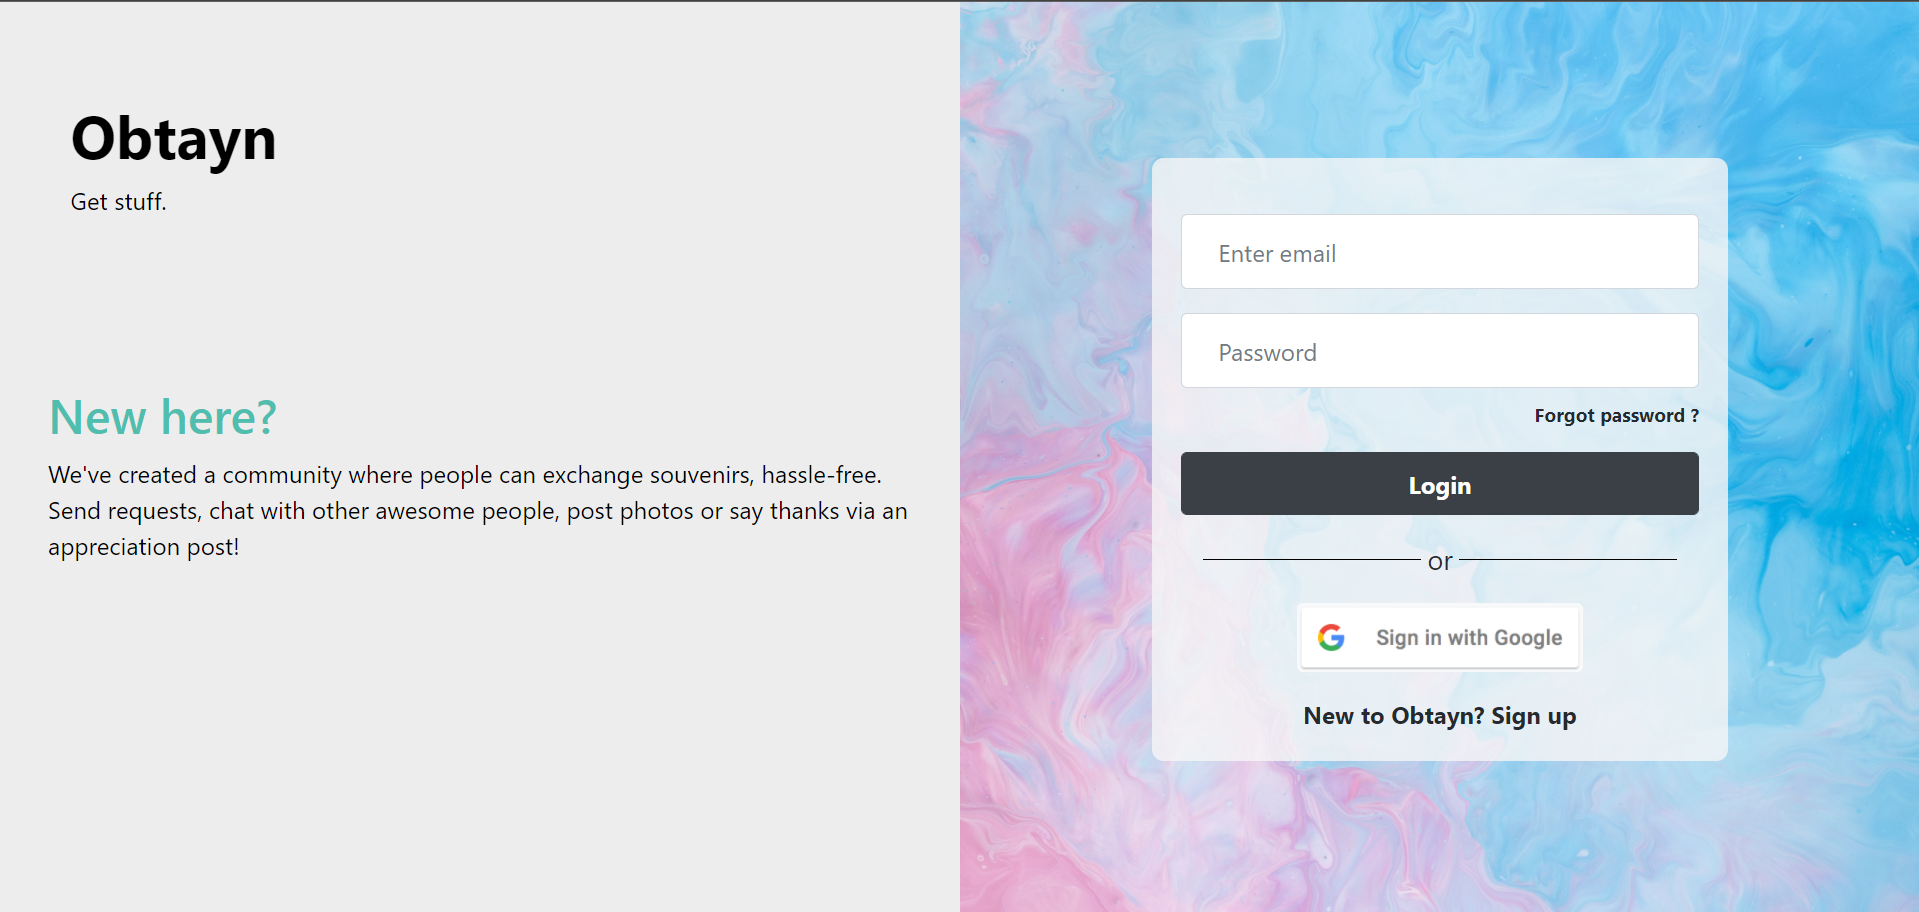 Obtayn
Get stuff.
New here?
We've created a community where people can exchange souvenirs, hassle-free.
Send requests, chat with other awesome people, post photos or say thanks via an
appreciation post!
Enter email
Password
Forgot password ?
Login
or
Sign in with Google
New to Obtayn? Sign up